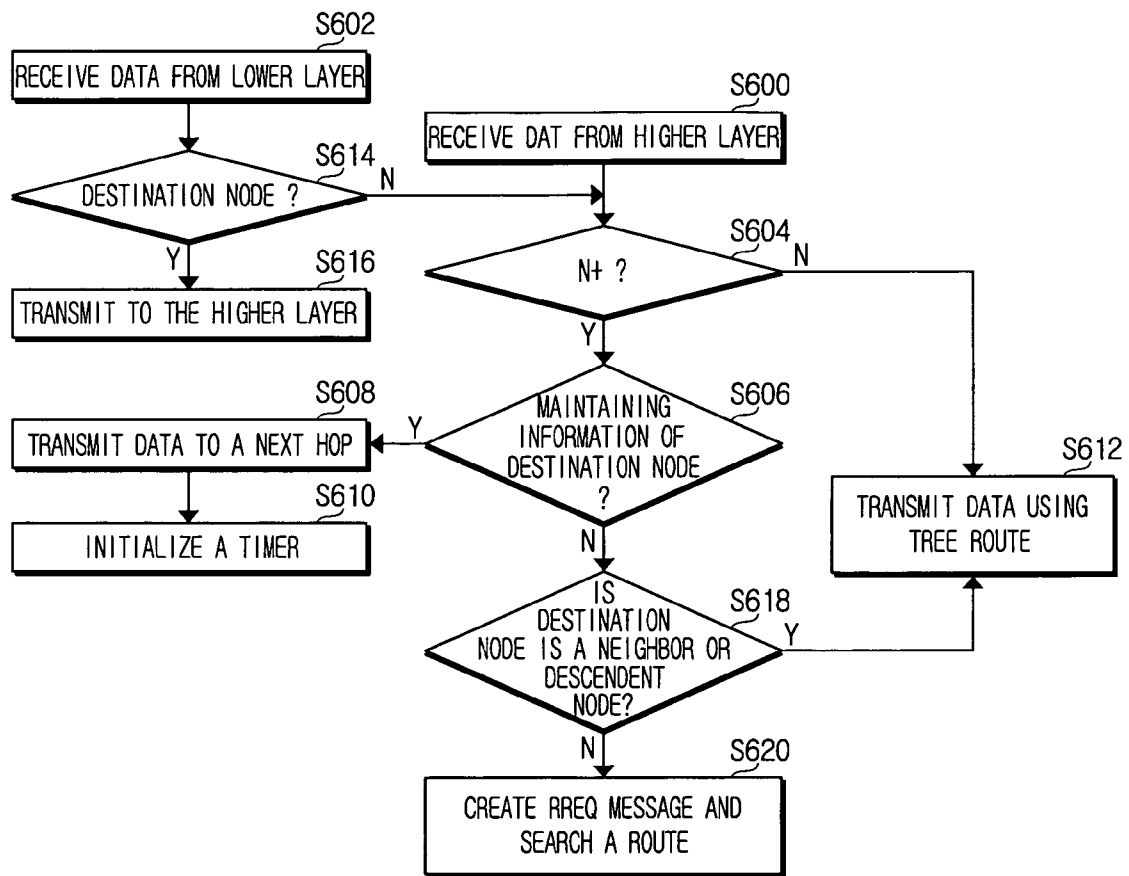 S602
RECEIVE DATA FROM LOWER LAYER
S600
RECEIVE DAT FROM HIGHER LAYER
S614
DESTINATION NODE ?
N
Y
S616
TRANSMIT TO THE HIGHER LAYER
S604
N+ ?
N
Y
S606
MAINTAINING
INFORMATION OF
DESTINATION NODE
?
Y
N
S608
TRANSMIT DATA TO A NEXT HOP
S610
INITIALIZE A TIMER
S612
TRANSMIT DATA USING
TREE ROUTE
S618
IS
DESTINATION
NODE IS A NEIGHBOR OR
DESCENDENT
NODE?
Y
N
S620
CREATE RREQ MESSAGE AND
SEARCH A ROUTE